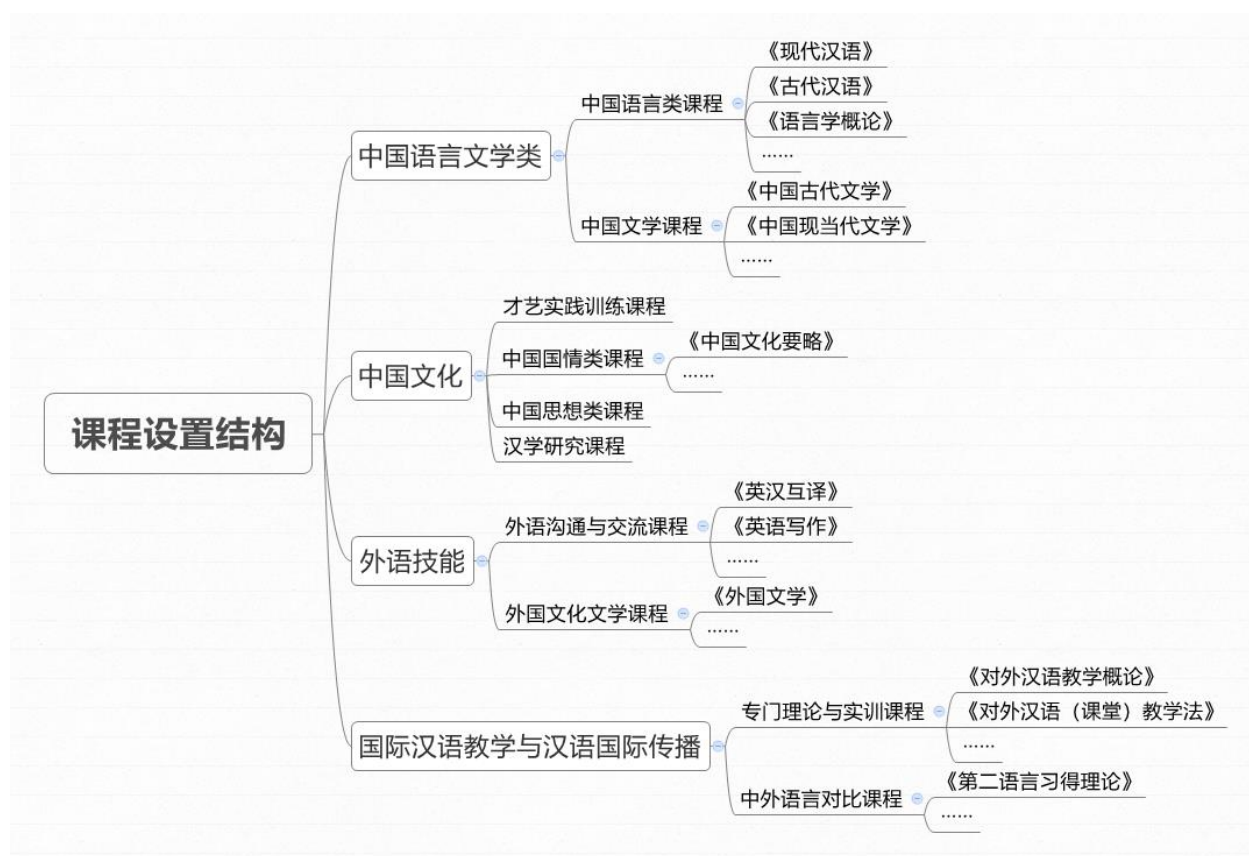 课程设置结构
中国语言文学类
中国语言类课程
《现代汉语》
《古代汉语》
《语言学概论》
……
中国文学课程
《中国古代文学》
《中国现当代文学》
……
中国文化
才艺实践训练课程
中国国情类课程
《中国文化要略》
……
中国思想类课程
汉学研究课程
外语技能
外语沟通与交流课程
《英汉互译》
《英语写作》
……
外国文化文学课程
《外国文学》
……
国际汉语教学与汉语国际传播
专门理论与实训课程
《对外汉语教学概论》
《对外汉语（课堂）教学法》
……
中外语言对比课程
《第二语言习得理论》
……